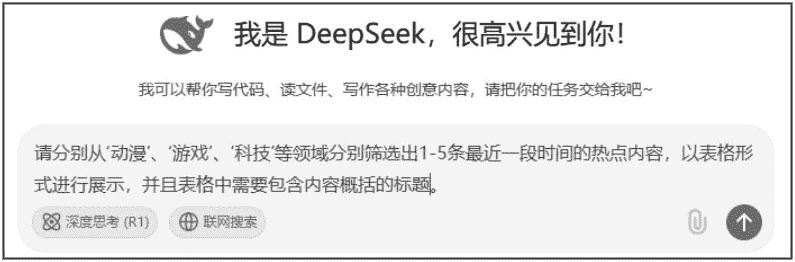 我是 DeepSeek，很高兴见到你！
我可以帮你写代码、读文件、写作各种创意内容，请把你的任务交给我吧~
请分别从‘动漫’、‘游戏’、‘科技’等领域分别筛选出1-5条最近一段时间的热点内容，以表格形
式进行展示，并且表格中需要包含内容概括的标题。
深度思考 (R1) 联网搜索